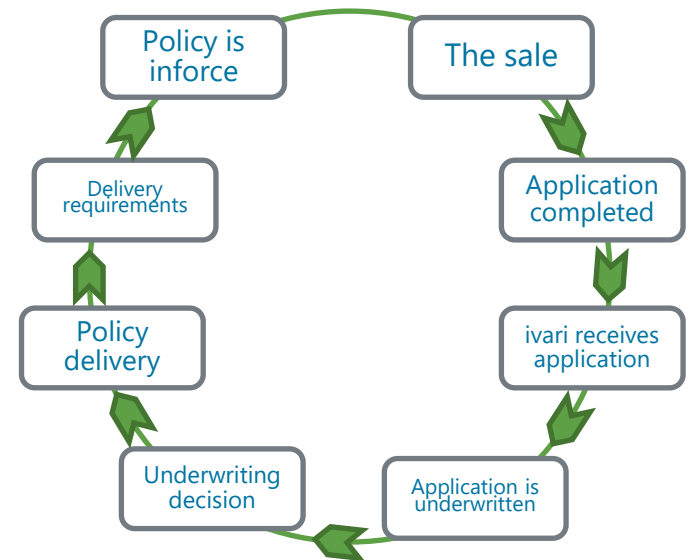 Policy is
inforce
The sale
Application
completed
ivari receives
application
Application is
underwritten
Underwriting
decision
Policy
delivery
Delivery
requirements